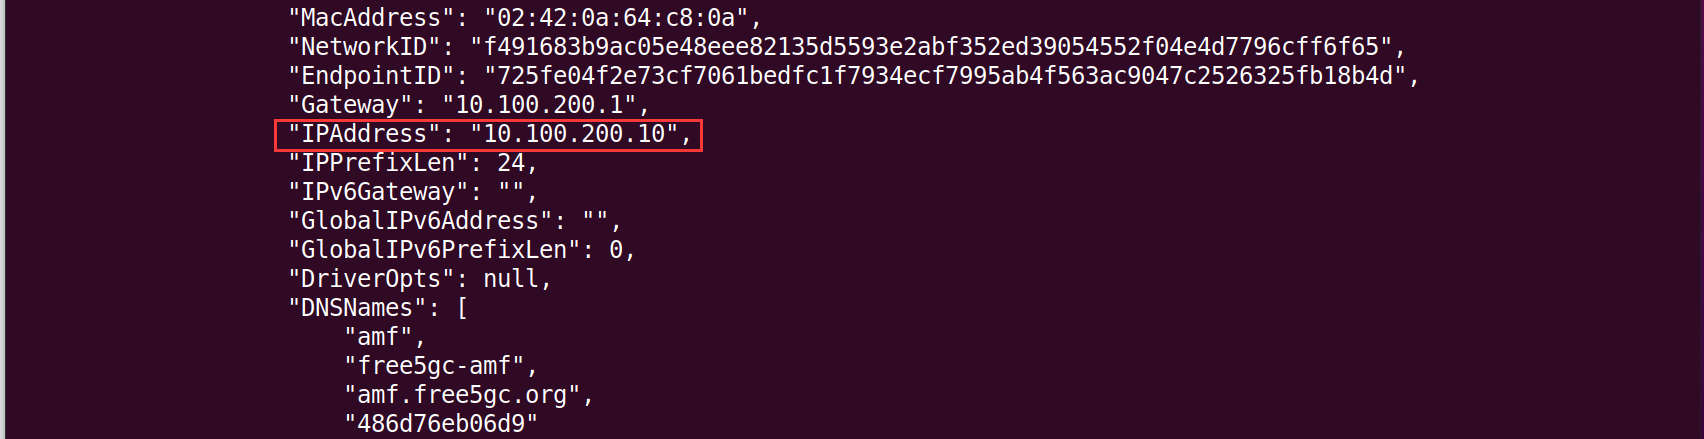 "MacAddress": "02:42:0a:64:c8:0a",
"NetworkID": "f491683b9ac05e48eee82135d5593e2abf352ed39054552f04e4d7796cff6f65",
"EndpointID": "725fe04f2e73cf7061bedfc1f7934ecf7995ab4f563ac9047c2526325fb18b4d",
"Gateway": "10.100.200.1",
"IPAddress": "10.100.200.10",
"IPPrefixLen": 24,
"IPv6Gateway": "",
"GlobalIPv6Address": "",
"GlobalIPv6PrefixLen": 0,
"DriverOpts": null,
"DNSNames": [
"amf",
"free5gc-amf",
"amf.free5gc.org",
"486d76eb06d9"